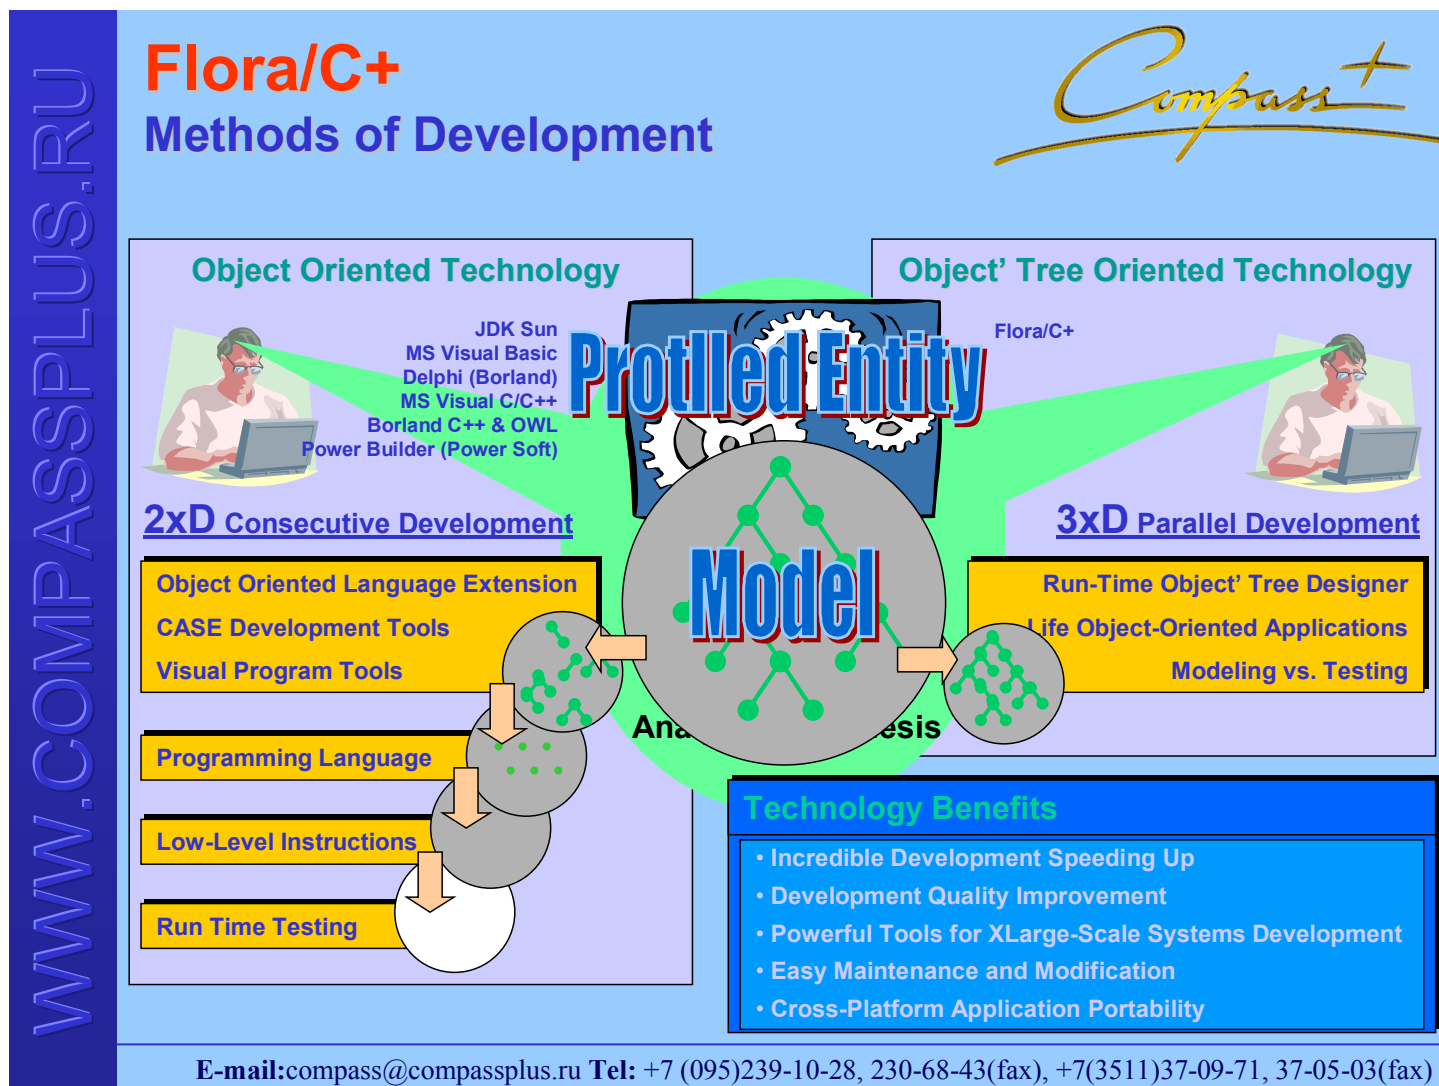 WWW.COMPASSPLUS.RU
Flora/C+
Methods of Development
Compass+
Object Oriented Technology
JDK Sun
MS Visual Basic
Delphi (Borland)
MS Visual C/C++
Borland C++ & OWL
Power Builder (Power Soft)
2xD Consecutive Development
Object Oriented Language Extension
CASE Development Tools
Visual Program Tools
Programming Language
Low-Level Instructions
Run Time Testing
Protlled Entity
Model
Object' Tree Oriented Technology
Flora/C+
3xD Parallel Development
Run-Time Object' Tree Designer
Life Object-Oriented Applications
Modeling vs. Testing
Technology Benefits
• Incredible Development Speeding Up
• Development Quality Improvement
• Powerful Tools for XLarge-Scale Systems Development
• Easy Maintenance and Modification
• Cross-Platform Application Portability
E-mail:compass@compassplus.ru Tel: +7 (095)239-10-28, 230-68-43(fax), +7(3511)37-09-71, 37-05-03(fax)